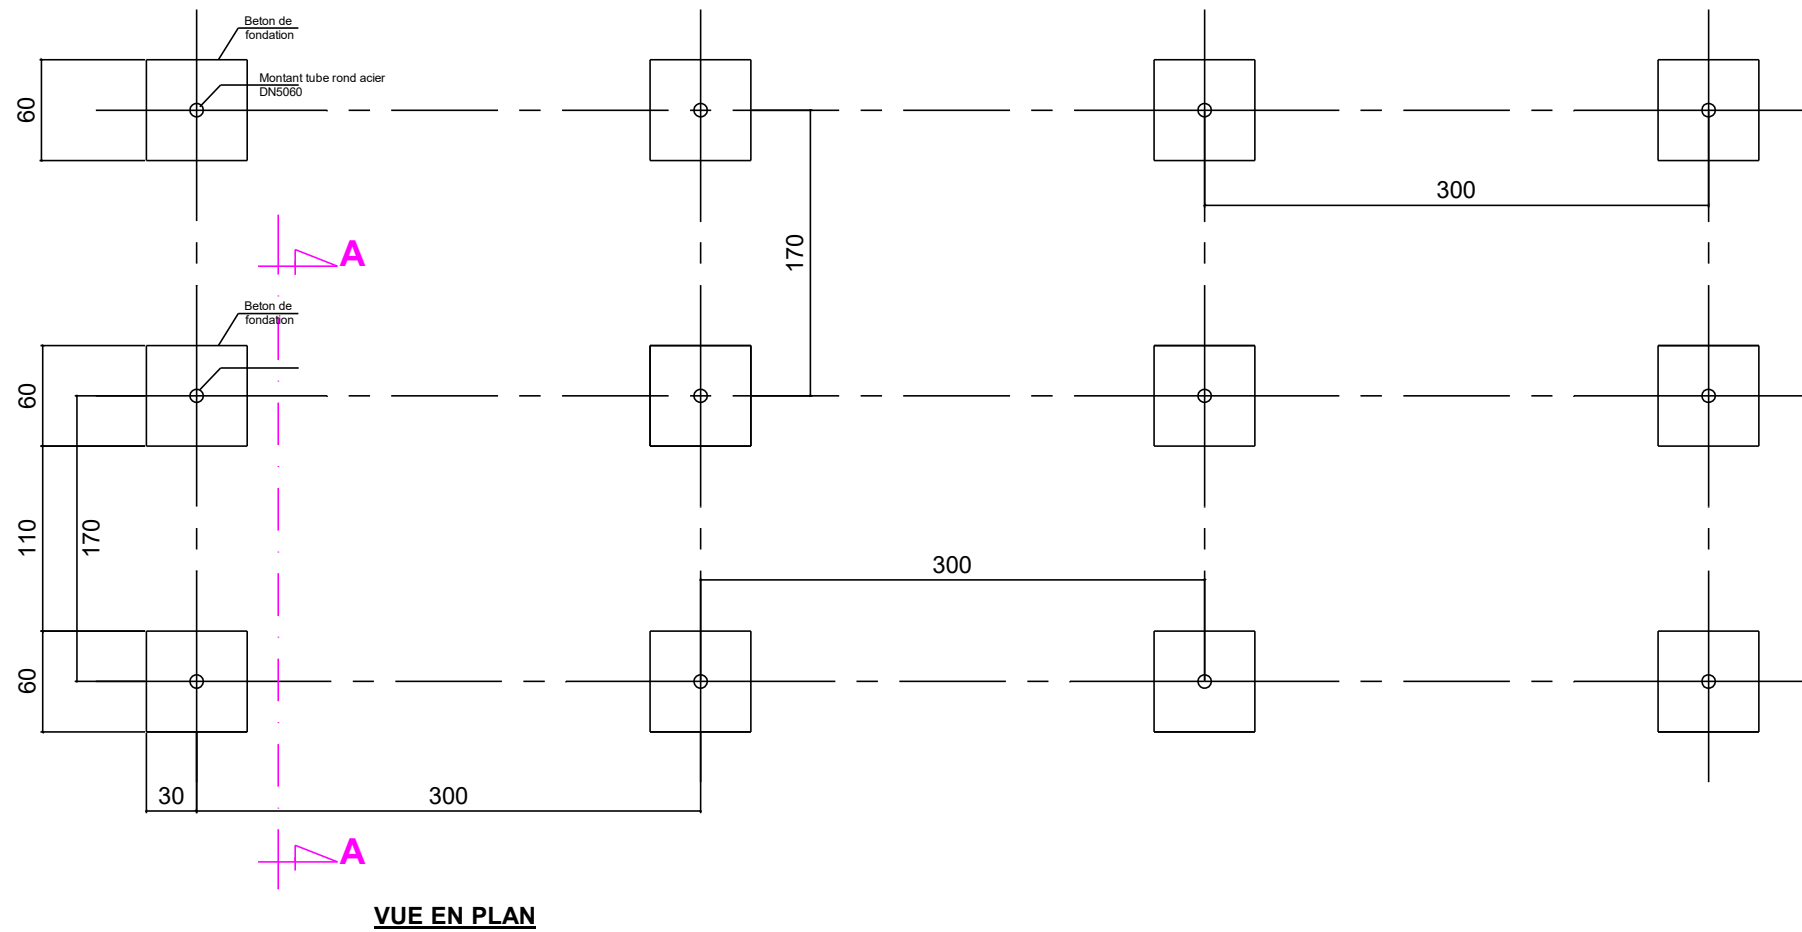 Beton de
fondation
Montant tube rond acier
DN5060
60
300
170
A
Beton de
fondation
60
110
170
300
60
30
300
A
VUE EN PLAN